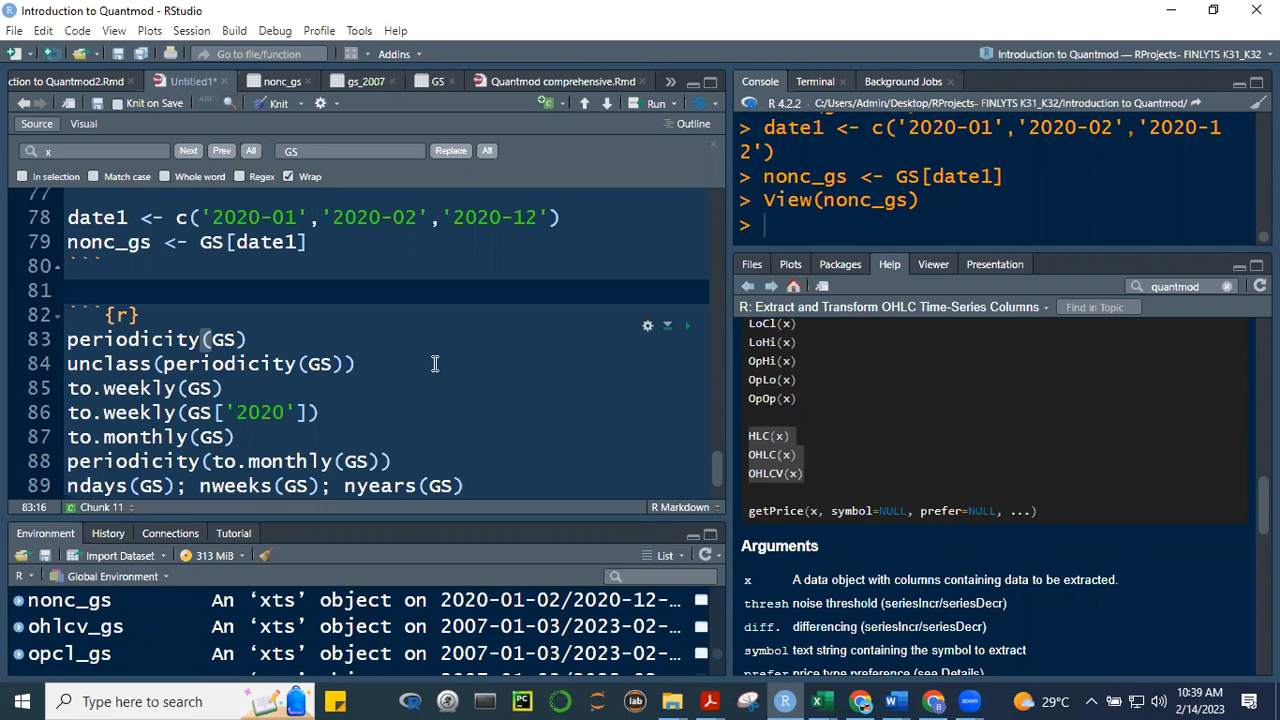 Introduction to Quantmod - RStudio
File Edit Code View Plots Session Build Debug Profile Tools Help
Go to file/function Addins Introduction to Quantmod — RProjects- FINLYTS K31_K32
ction to Quantmod2.Rmd Untitled1* nonc_gs gs_2007 GS Quantmod comprehensive.Rmd
Knit on Save ABC Knit Run
Source Visual Outline
x Next Prev All GS Replace All
In selection Match case Whole word Regex Wrap
77
78 date1 <- c('2020-01','2020-02','2020-12')
79 nonc_gs <- GS[date1]
80 ```
81
82 ```{r}
83 periodicity(GS)
84 unclass(periodicity(GS))
85 to.weekly(GS)
86 to.weekly(GS['2020'])
87 to.monthly(GS)
88 periodicity(to.monthly(GS))
89 ndays(GS); nweeks(GS); nyears(GS)
83:16 Chunk 11 R Markdown
Environment History Connections Tutorial
Import Dataset 313 MiB List
R Global Environment
nonc_gs An ‘xts’ object on 2020-01-02/2020-12-…
ohlcv_gs An ‘xts’ object on 2007-01-03/2023-02-…
opcl_gs An ‘xts’ object on 2007-01-03/2023-02-…
Console Terminal Background Jobs
R 4.2.2 . C:/Users/Admin/Desktop/RProjects- FINLYTS K31_K32/Introduction to Quantmod/
> date1 <- c('2020-01','2020-02','2020-1
2')
> nonc_gs <- GS[date1]
> View(nonc_gs)
>
Files Plots Packages Help Viewer Presentation
quantmod
R: Extract and Transform OHLC Time-Series Columns Find in Topic
LoCl(x)
LoHi(x)
OpHi(x)
OpLo(x)
OpOp(x)
HLC(x)
OHLC(x)
OHLCV(x)
getPrice(x, symbol=NULL, prefer=NULL, ...)
Arguments
x A data object with columns containing data to be extracted.
thresh noise threshold (seriesIncr/seriesDecr)
diff. differencing (seriesIncr/seriesDecr)
symbol text string containing the symbol to extract
prefer price type preference (see Details)
Type here to search
PC
lab
29°C
10:39 AM
2/14/2023